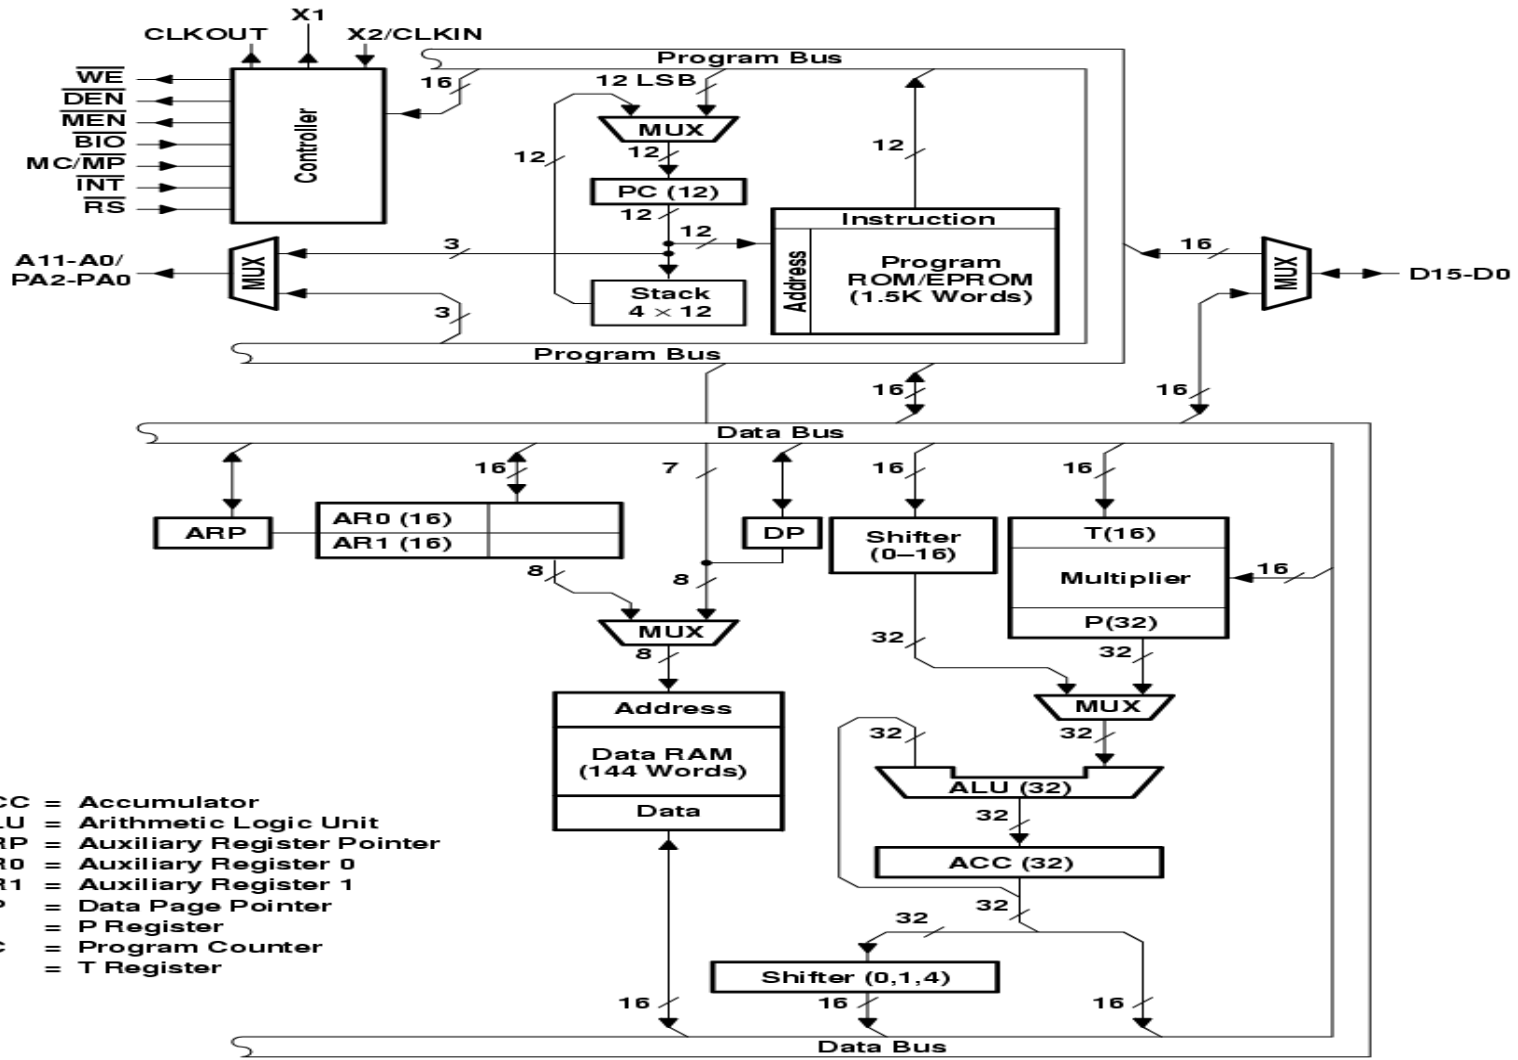 X1
CLKOUT
X2/CLKIN
Program Bus
WE
DEN
MEN
BIO
MC/MP
INT
RS
Controller
16
12 LSB
MUX
12
12
PC (12)
12
12
12
Instruction
Address
Program
ROM/EPROM
(1.5K Words)
Stack
4 × 12
3
3
A11-A0/
PA2-PA0
MUX
16
MUX
D15-D0
Program Bus
16
16
Data Bus
16
7
16
16
ARP
AR0 (16)
AR1 (16)
DP
Shifter
(0–16)
T(16)
Multiplier
P(32)
16
8
8
MUX
8
32
32
MUX
Address
Data RAM
(144 Words)
Data
32
32
ALU (32)
32
ACC (32)
32
32
Shifter (0,1,4)
16
16
16
Data Bus
CC = Accumulator
LU = Arithmetic Logic Unit
RP = Auxiliary Register Pointer
R0 = Auxiliary Register 0
R1 = Auxiliary Register 1
= Data Page Pointer
= P Register
= Program Counter
= T Register